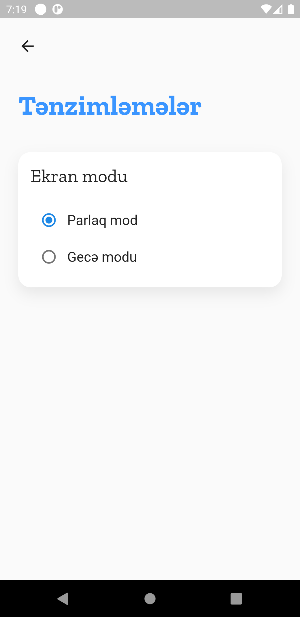 7:19
Tənzimləmələr
Ekran modu
Parlaq mod
Gecə modu